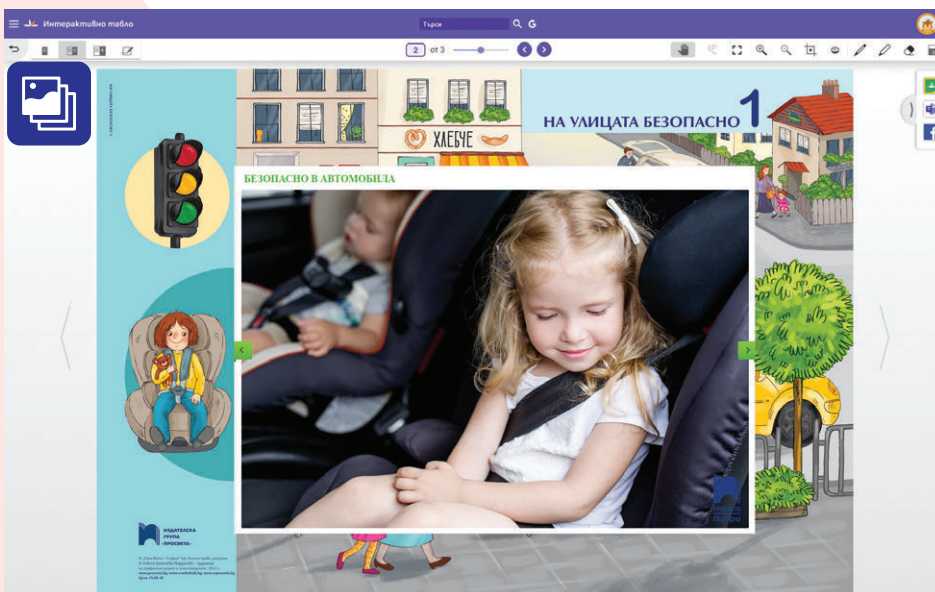 Интерактивно табло
Търси
2 от 3
НА УЛИЦАТА БЕЗОПАСНО 1
ХЛЕБЧЕ
БЕЗОПАСНО В АВТОМОБИЛА
ИЗДАТЕЛСКА
ГРУПА
«ПРОСВЕТА»